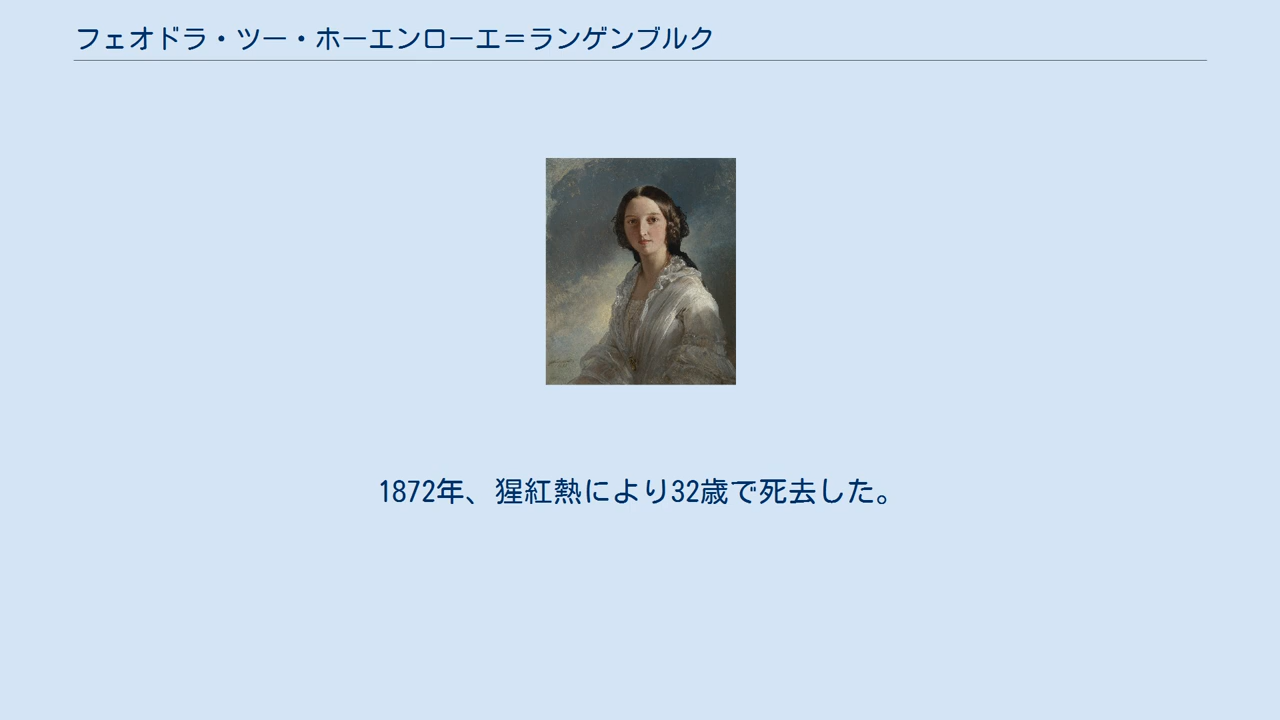 フェオドラ・ツー・ホーエンローエ＝ランゲンブルク
1872年、猩紅熱により32歳で死去した。